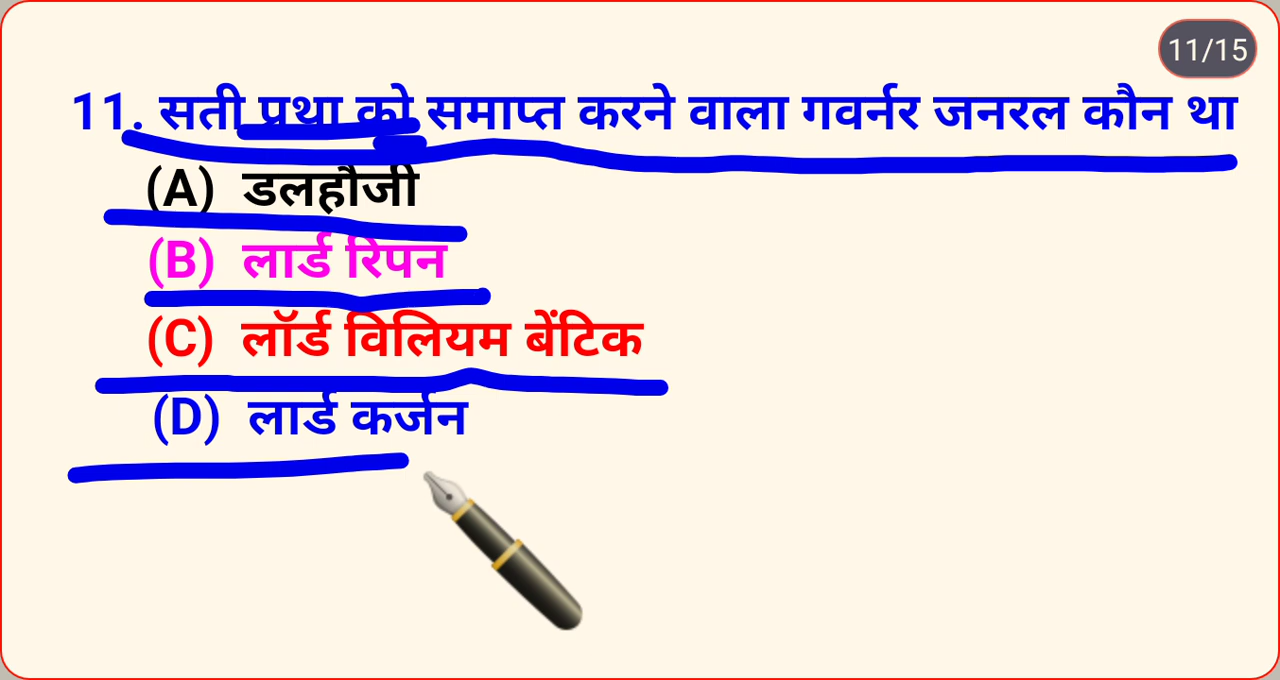 11/15
11. सती प्रथा को समाप्त करने वाला गवर्नर जनरल कौन था
(A) डलहौजी
(B) लार्ड रिपन
(C) लॉर्ड विलियम बेंटिक
(D) लार्ड कर्जन